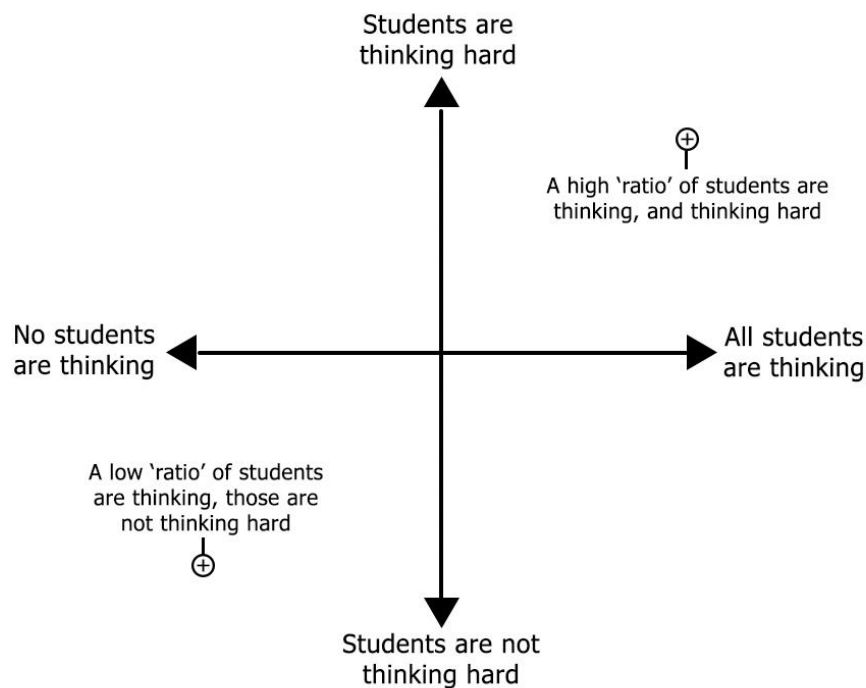 Students are
thinking hard
A high ‘ratio’ of students are
thinking, and thinking hard
No students
are thinking
All students
are thinking
A low ‘ratio’ of students
are thinking, those are
not thinking hard
Students are not
thinking hard